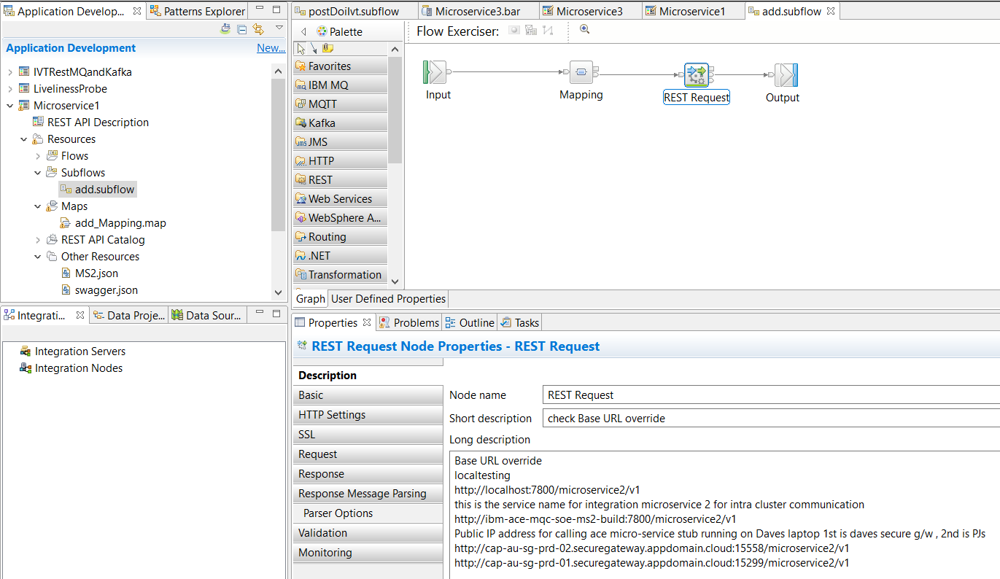 Application Develop...
Patterns Explorer
Application Development
New...
IVTRestMQandKafka
LivelinessProbe
Microservice1
REST API Description
Resources
Flows
Subflows
add.subflow
Maps
add_Mapping.map
REST API Catalog
Other Resources
MS2.json
swagger.json
Integrati...
Data Proje...
Data Sour...
Integration Servers
Integration Nodes
postDoiIvt.subflow
Microservice3.bar
Microservice3
Microservice1
add.subflow
Palette
Flow Exerciser:
Favorites
IBM MQ
MQTT
Kafka
JMS
HTTP
REST
Web Services
WebSphere A...
Routing
.NET
Transformation
Input
Mapping
REST Request
Output
Graph
User Defined Properties
Properties
Problems
Outline
Tasks
REST Request Node Properties - REST Request
Description
Basic
HTTP Settings
SSL
Request
Response
Response Message Parsing
Parser Options
Validation
Monitoring
Node name
REST Request
Short description
check Base URL override
Long description
Base URL override
localtesting
http://localhost:7800/microservice2/v1
this is the service name for integration microservice 2 for intra cluster communication
http://ibm-ace-mqc-soe-ms2-build:7800/microservice2/v1
Public IP address for calling ace micro-service stub running on Daves laptop 1st is daves secure g/w , 2nd is PJs
http://cap-au-sg-prd-02.securegateway.appdomain.cloud:15558/microservice2/v1
http://cap-au-sg-prd-01.securegateway.appdomain.cloud:15299/microservice2/v1